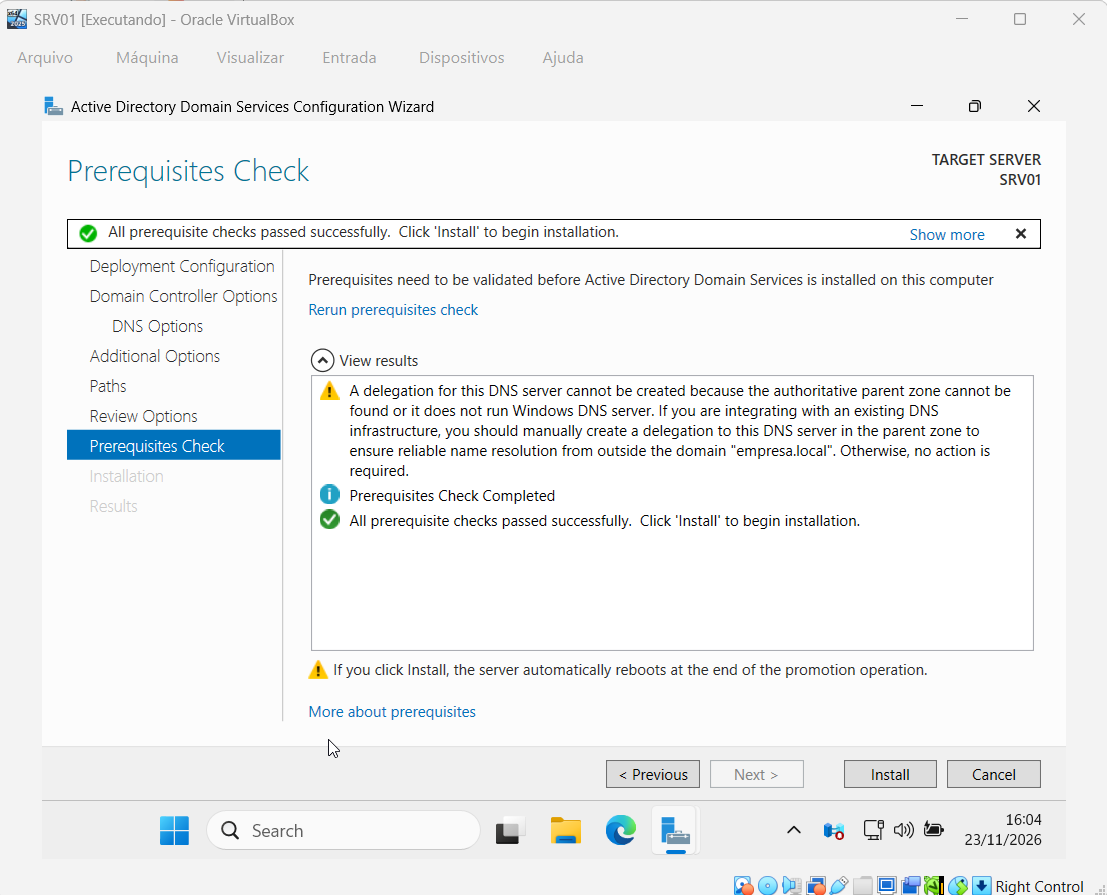 SRV01 [Executando] - Oracle VirtualBox
Arquivo Máquina Visualizar Entrada Dispositivos Ajuda
Active Directory Domain Services Configuration Wizard
Prerequisites Check
TARGET SERVER
SRV01
All prerequisite checks passed successfully.  Click 'Install' to begin installation.
Show more
Deployment Configuration
Domain Controller Options
DNS Options
Additional Options
Paths
Review Options
Prerequisites Check
Installation
Results
Prerequisites need to be validated before Active Directory Domain Services is installed on this computer
Rerun prerequisites check
View results
A delegation for this DNS server cannot be created because the authoritative parent zone cannot be
found or it does not run Windows DNS server. If you are integrating with an existing DNS
infrastructure, you should manually create a delegation to this DNS server in the parent zone to
ensure reliable name resolution from outside the domain "empresa.local". Otherwise, no action is
required.
Prerequisites Check Completed
All prerequisite checks passed successfully.  Click 'Install' to begin installation.
If you click Install, the server automatically reboots at the end of the promotion operation.
More about prerequisites
< Previous
Next >
Install
Cancel
Search
16:04
23/11/2026
Right Control